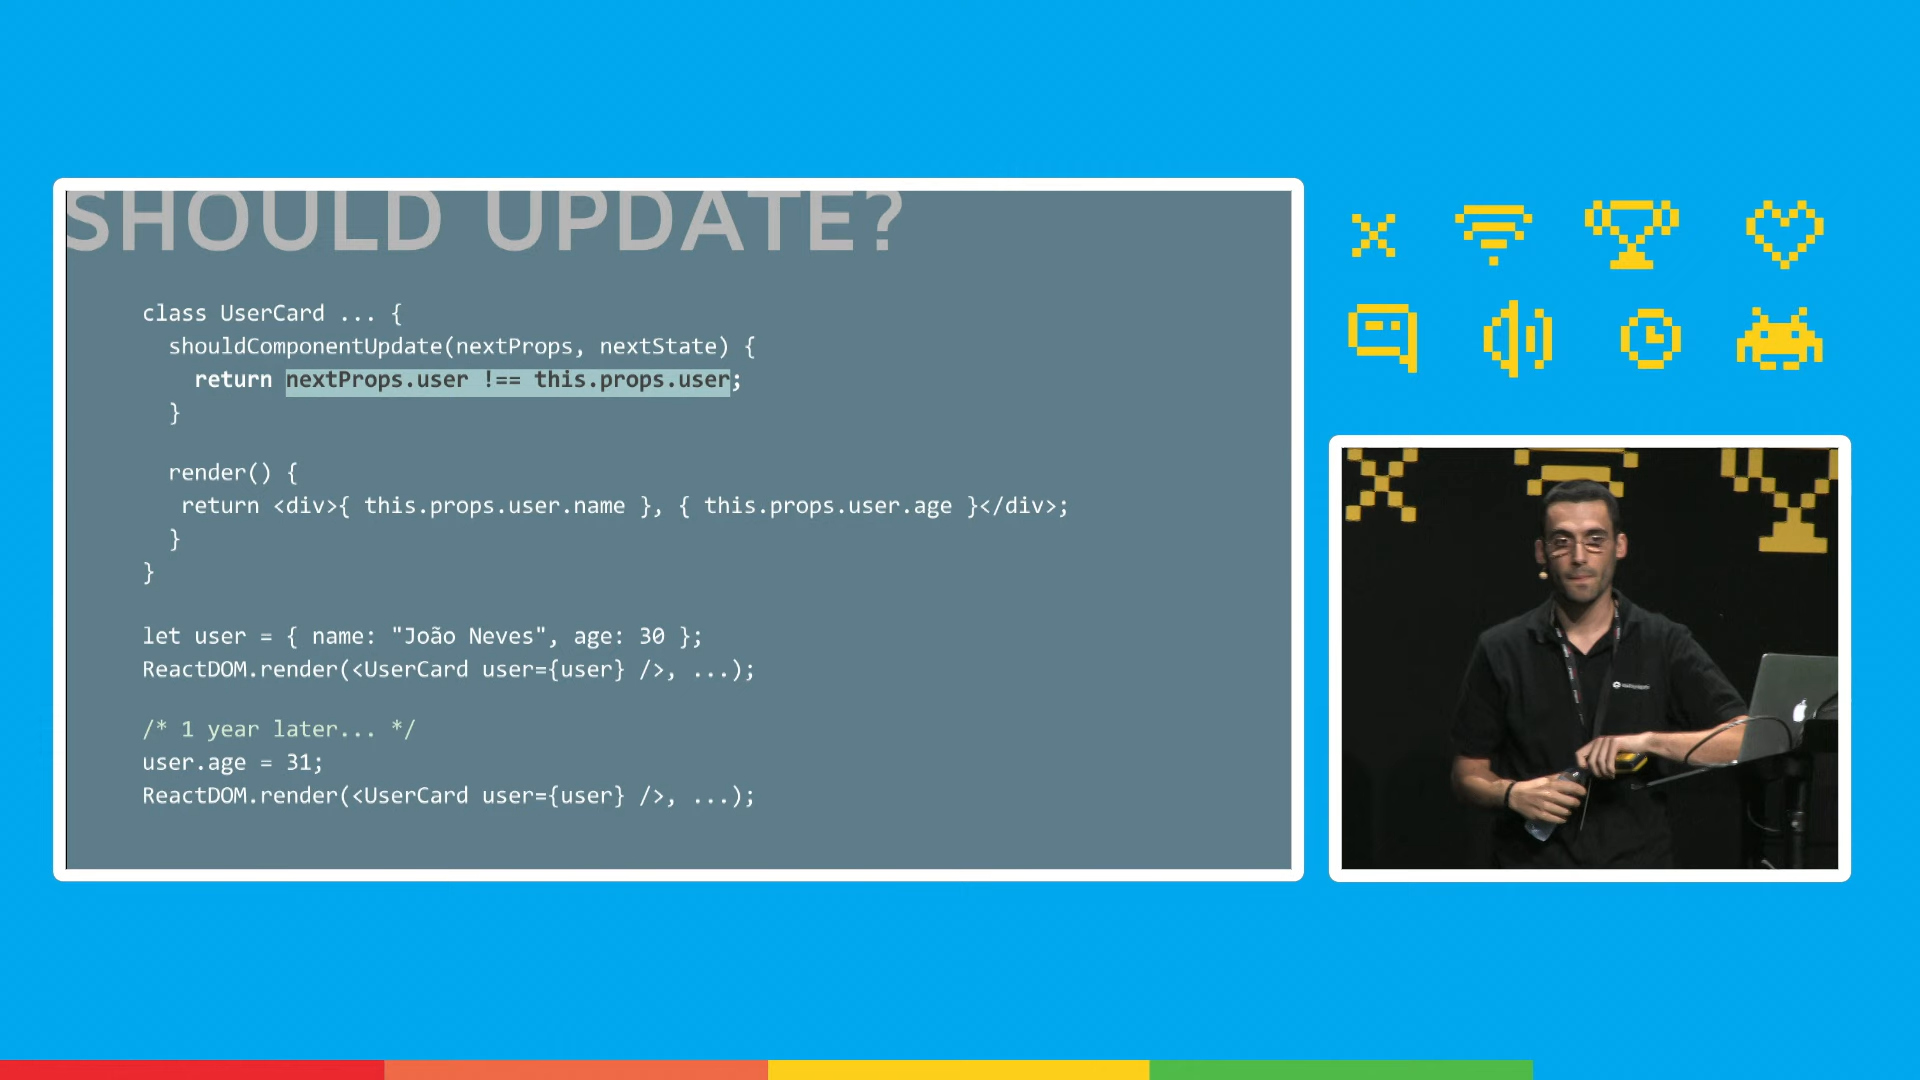 SHOULD UPDATE?
class UserCard ... {
shouldComponentUpdate(nextProps, nextState) {
return nextProps.user !== this.props.user;
}
render() {
return <div>{ this.props.user.name }, { this.props.user.age }</div>;
}
}
let user = { name: "João Neves", age: 30 };
ReactDOM.render(<UserCard user={user} />, ...);
/* 1 year later... */
user.age = 31;
ReactDOM.render(<UserCard user={user} />, ...);